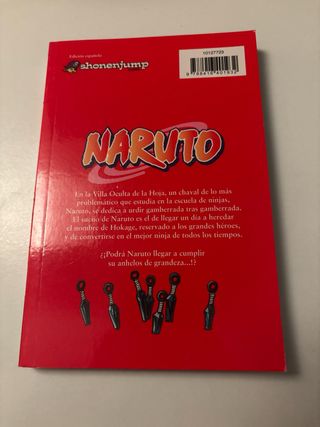 Edición española
shonenjump
10127723
9 788416 401932
NARUTO
En la Villa Oculta de la Hoja, un chaval de lo más
problemático que estudia en la escuela de ninjas,
Naruto, se dedica a urdir gamberrada tras gamberrada.
El sueño de Naruto es el de llegar un día a heredar
el nombre de Hokage, reservado a los grandes héroes,
y de convertirse en el mejor ninja de todos los tiempos.
¿¡Podrá Naruto llegar a cumplir
su anhelos de grandeza...!?